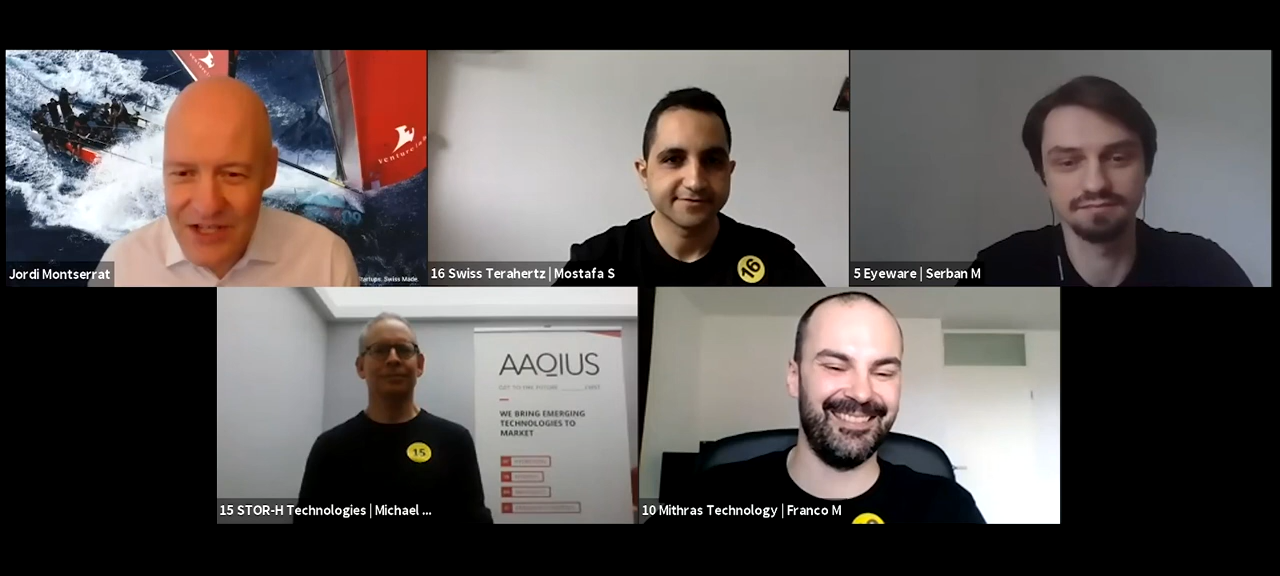 venture
Jordi Montserrat
Startups. Swiss Made
16
16 Swiss Terahertz | Mostafa S
5 Eyeware | Serban M
AAQIUS
GET TO THE FUTURE FIRST
WE BRING EMERGING
TECHNOLOGIES TO
MARKET
15
15 STOR-H Technologies | Michael ...
10 Mithras Technology | Franco M